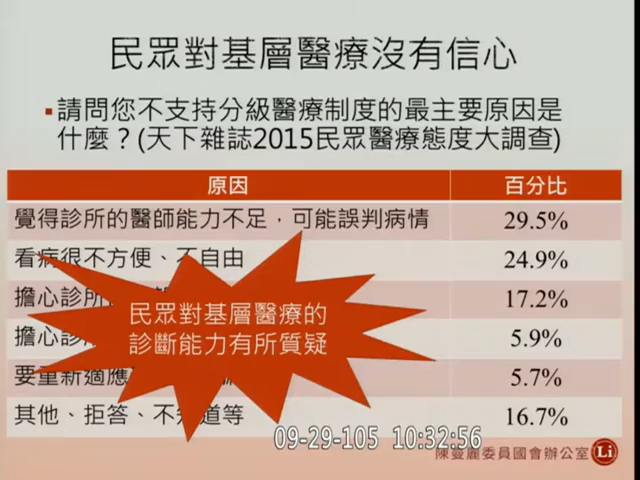 民眾對基層醫療沒有信心
▪請問您不支持分級醫療制度的最主要原因是
什麼？(天下雜誌2015民眾醫療態度大調查)
原因 百分比
覺得診所的醫師能力不足，可能誤判病情 29.5%
看病很不方便、不自由 24.9%
擔心診所 17.2%
擔心診所 5.9%
要重新適應 5.7%
其他、拒答、不知道等 16.7%
民眾對基層醫療的
診斷能力有所質疑
09-29-105 10:32:56
陳曼麗委員國會辦公室 Li